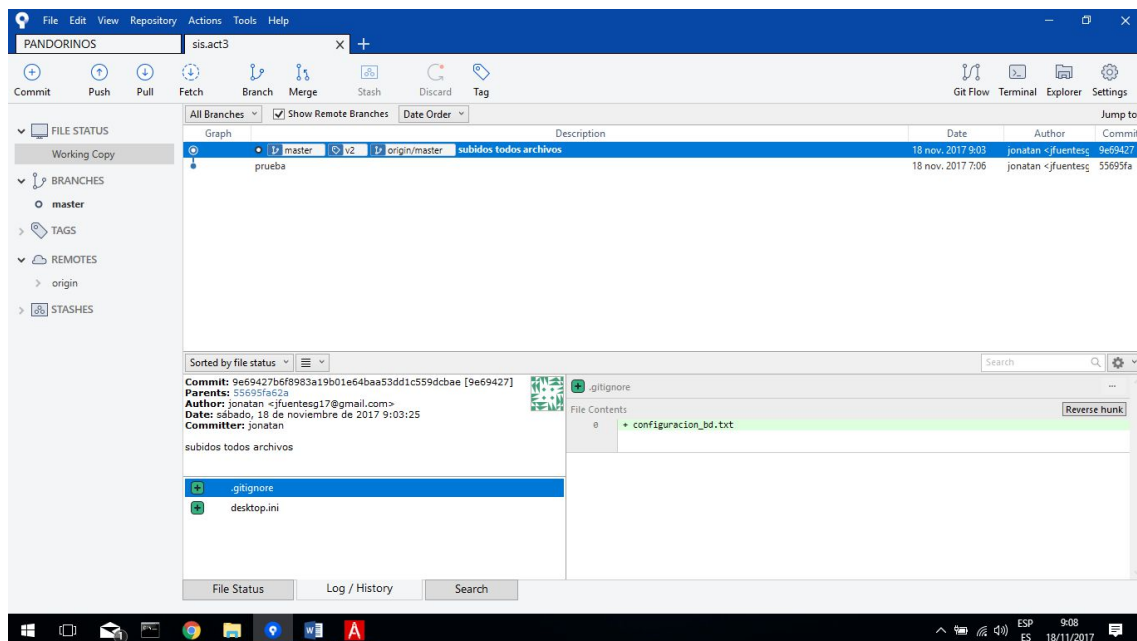 File Edit View Repository Actions Tools Help
PANDORINOS sis.act3
Commit Push Pull Fetch Branch Merge Stash Discard Tag Git Flow Terminal Explorer Settings
All Branches Show Remote Branches Date Order Jump to
Graph Description Date Author Commit
master v2 origin/master subidos todos archivos 18 nov. 2017 9:03 jonatan <jfuentesg 9e69427
prueba 18 nov. 2017 7:06 jonatan <jfuentesg 55695fa
FILE STATUS
Working Copy
BRANCHES
master
TAGS
REMOTES
origin
STASHES
Sorted by file status Search
Commit: 9e69427b6f8983a19b01e64baa53dd1c559dcbae [9e69427]
Parents: 55695fa62a
Author: jonatan <jfuentesg17@gmail.com>
Date: sábado, 18 de noviembre de 2017 9:03:25
Committer: jonatan
subidos todos archivos
.gitignore
desktop.ini
.gitignore
File Contents Reverse hunk
0 + configuracion_bd.txt
File Status Log / History Search
ESP 9:08
ES 18/11/2017